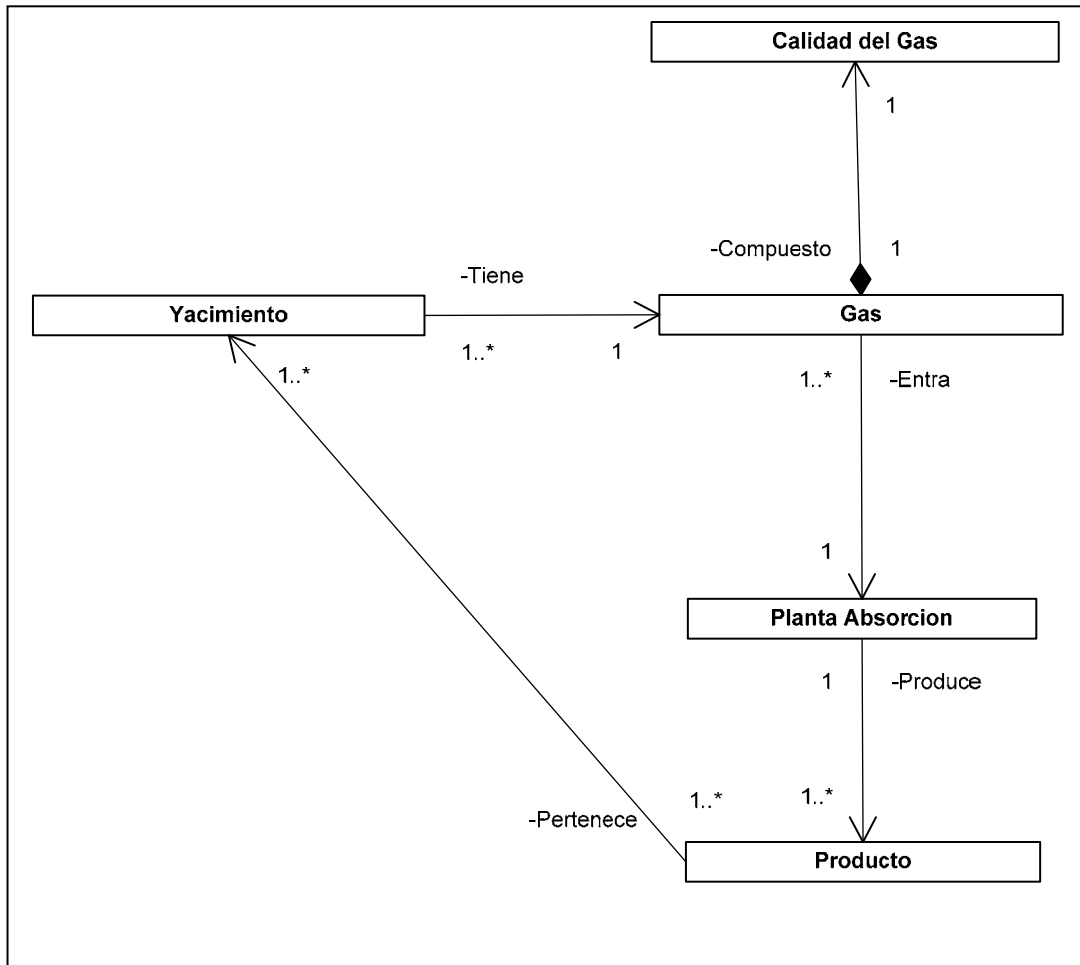 Calidad del Gas
1
-Compuesto
1
-Tiene
Yacimiento
Gas
1..*
1
1..*
1..*
-Entra
1
Planta Absorcion
1
-Produce
1..*
1..*
-Pertenece
Producto